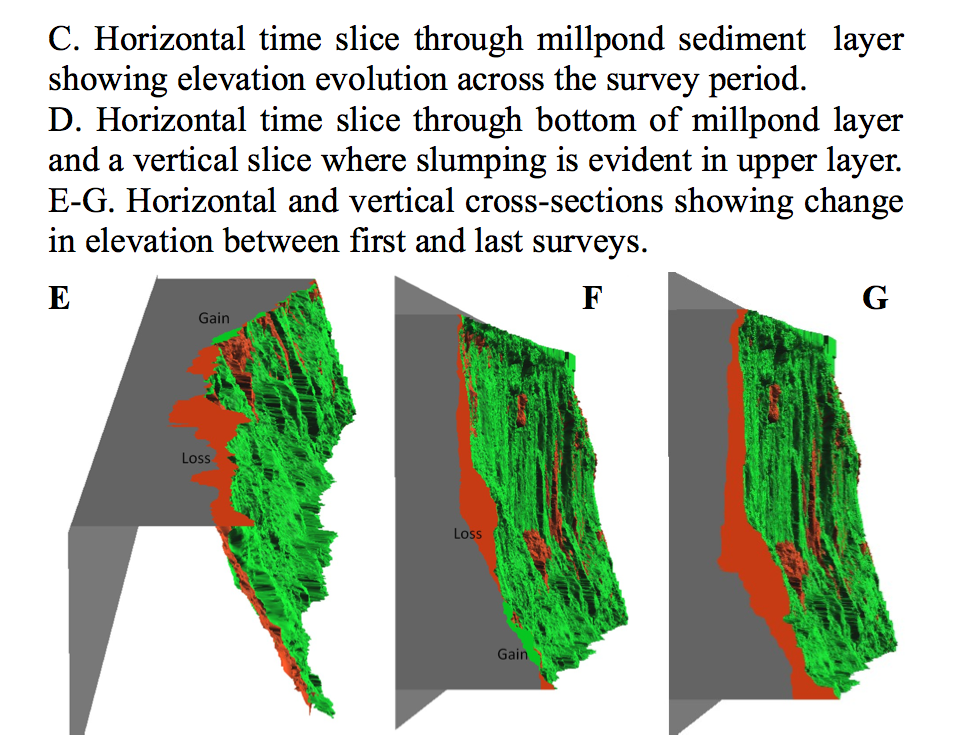 C. Horizontal time slice through millpond sediment layer
showing elevation evolution across the survey period.
D. Horizontal time slice through bottom of millpond layer
and a vertical slice where slumping is evident in upper layer.
E-G. Horizontal and vertical cross-sections showing change
in elevation between first and last surveys.
E
F
G
Gain
Loss
Loss
Gain